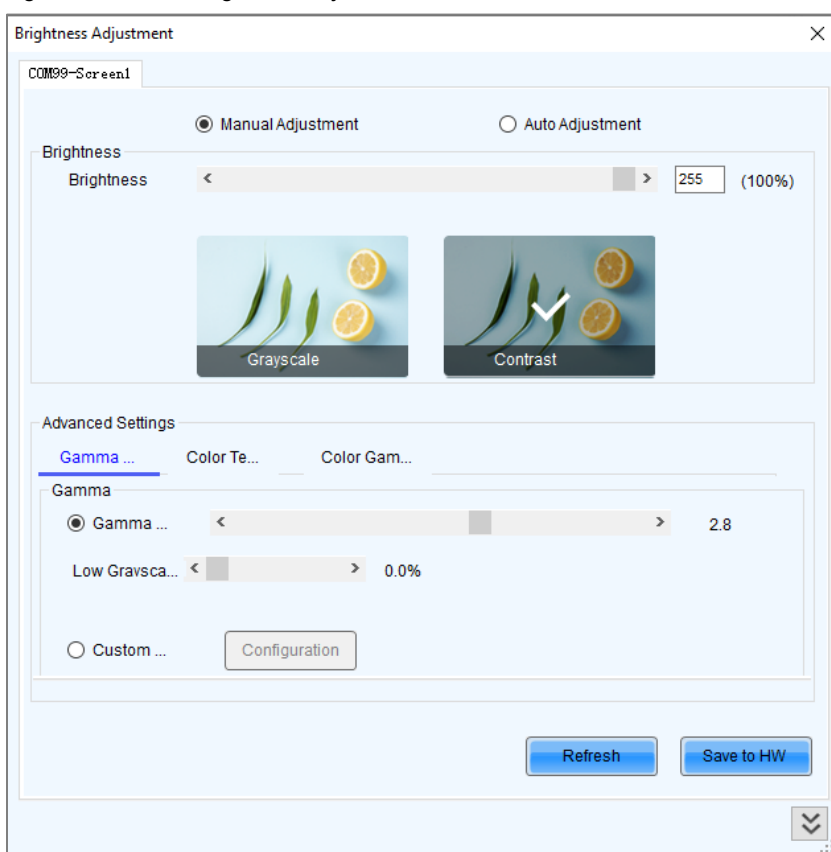 Brightness Adjustment
COM99-Screen1
Manual Adjustment Auto Adjustment
Brightness
Brightness 255 (100%)
Grayscale Contrast
Advanced Settings
Gamma ... Color Te... Color Gam...
Gamma
Gamma ... 2.8
Low Graysca... 0.0%
Custom ... Configuration
Refresh Save to HW